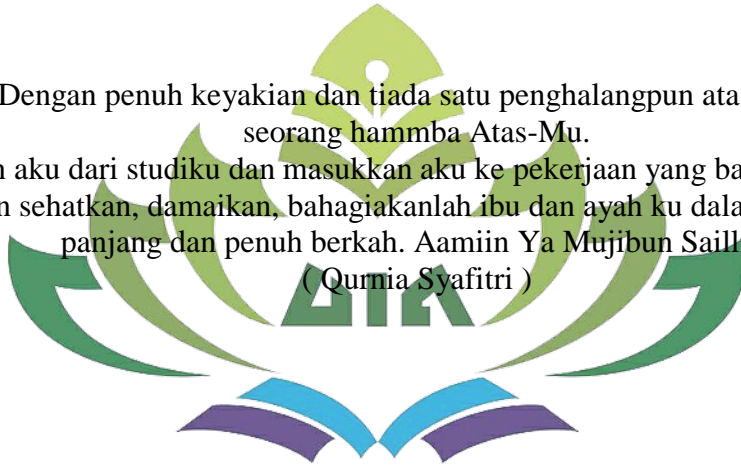 Dengan penuh keyakian dan tiada satu penghalangpun ata
seorang hammba Atas-Mu.
aku dari studiku dan masukkan aku ke pekerjaan yang ba
n sehatkan, damaikan, bahagiakanlah ibu dan ayah ku dala
panjang dan penuh berkah. Aamiin Ya Mujibun Saill
( Qurnia Syafitri )